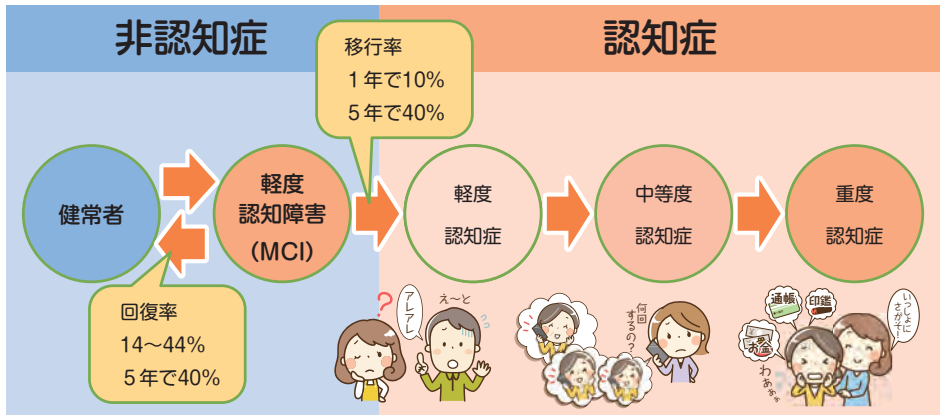 非認知症
認知症
移行率
1年で10%
5年で40%
健常者
軽度
認知障害
(MCI)
軽度
認知症
中等度
認知症
重度
認知症
回復率
14〜44%
5年で40%
?
アレアレ
え〜と
何回
するの?
通帳
印鑑
お金
わぁぁぁ
いっしょに
さがそー!